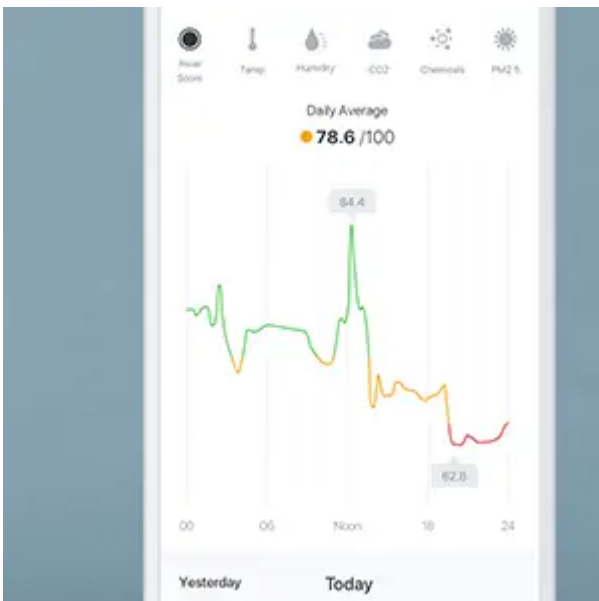 Score
Temp
Humidity
CO2
Chemicals
PM2.5
Daily Average
78.6 /100
84.4
62.8
00
06
Noon
18
24
Yesterday
Today